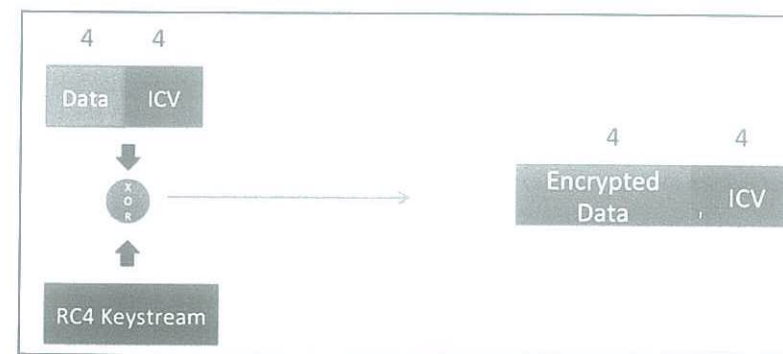 4 4
Data ICV
X
O
R
RC4 Keystream
4 4
Encrypted
Data
, ICV